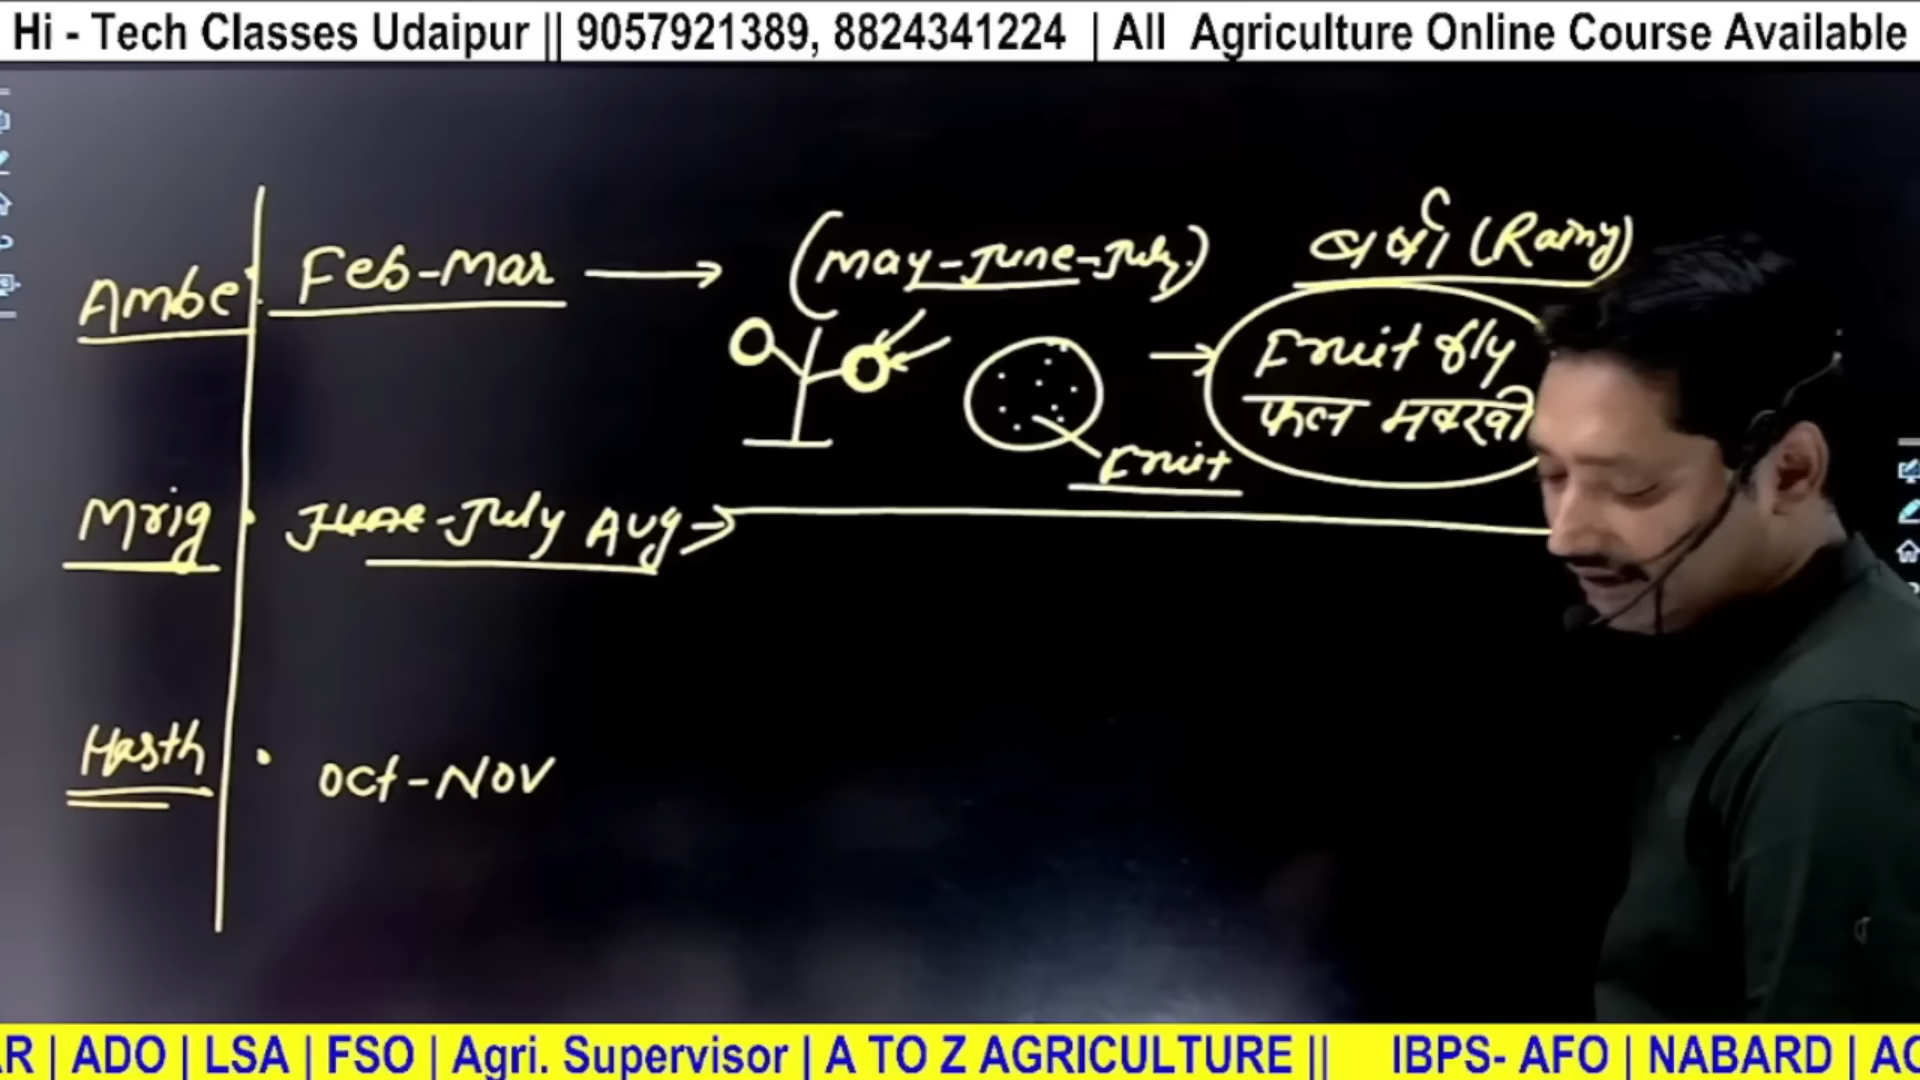 Hi - Tech Classes Udaipur || 9057921389, 8824341224 | All Agriculture Online Course Available
Ambe Feb-Mar → (May-June-July) वर्षा (Rainy)
→ Fruit fly
फल मक्खी
Fruit
Mrig June-July Aug →
Hasth Oct-Nov
AR | ADO | LSA | FSO | Agri. Supervisor | A TO Z AGRICULTURE || IBPS- AFO | NABARD | AO